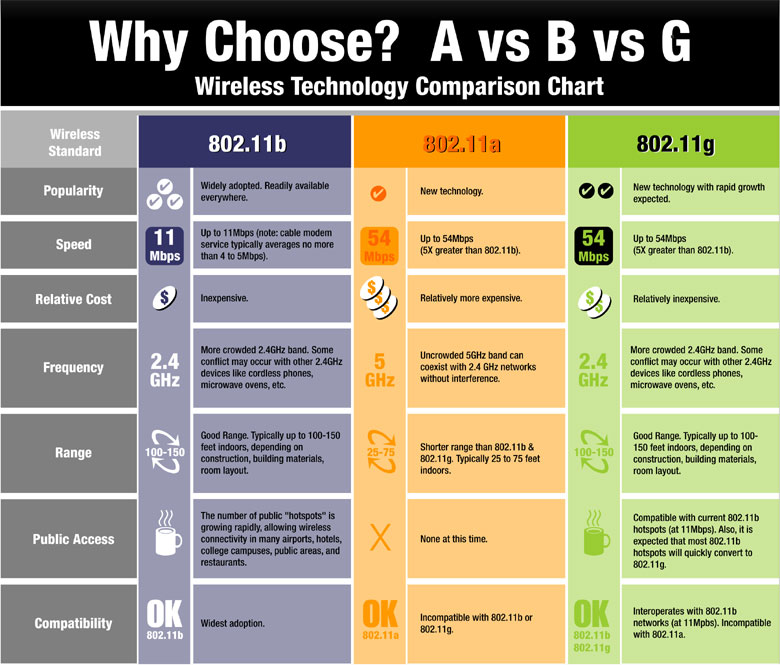 Why Choose? A vs B vs G
Wireless Technology Comparison Chart
Wireless
Standard
802.11b
802.11a
802.11g
Popularity
Widely adopted. Readily available
everywhere.
New technology.
New technology with rapid growth
expected.
Speed
11
Mbps
Up to 11Mbps (note: cable modem
service typically averages no more
than 4 to 5Mbps).
54
Mbps
Up to 54Mbps
(5X greater than 802.11b).
54
Mbps
Up to 54Mbps
(5X greater than 802.11b).
Relative Cost
$
Inexpensive.
$
$
$
Relatively more expensive.
$
$
Relatively inexpensive.
Frequency
2.4
GHz
More crowded 2.4GHz band. Some
conflict may occur with other 2.4GHz
devices like cordless phones,
microwave ovens, etc.
5
GHz
Uncrowded 5GHz band can
coexist with 2.4 GHz networks
without interference.
2.4
GHz
More crowded 2.4GHz band. Some
conflict may occur with other 2.4GHz
devices like cordless phones,
microwave ovens, etc.
Range
100-150
Good Range. Typically up to 100-150
feet indoors, depending on
construction, building materials,
room layout.
25-75
Shorter range than 802.11b &
802.11g. Typically 25 to 75 feet
indoors.
100-150
Good Range. Typically up to 100-
150 feet indoors, depending on
construction, building materials,
room layout.
Public Access
The number of public "hotspots" is
growing rapidly, allowing wireless
connectivity in many airports, hotels,
college campuses, public areas, and
restaurants.
None at this time.
Compatible with current 802.11b
hotspots (at 11Mbps). Also, it is
expected that most 802.11b
hotspots will quickly convert to
802.11g.
Compatibility
OK
802.11b
Widest adoption.
OK
802.11a
Incompatible with 802.11b or
802.11g.
OK
802.11b
802.11g
Interoperates with 802.11b
networks (at 11Mbps). Incompatible
with 802.11a.